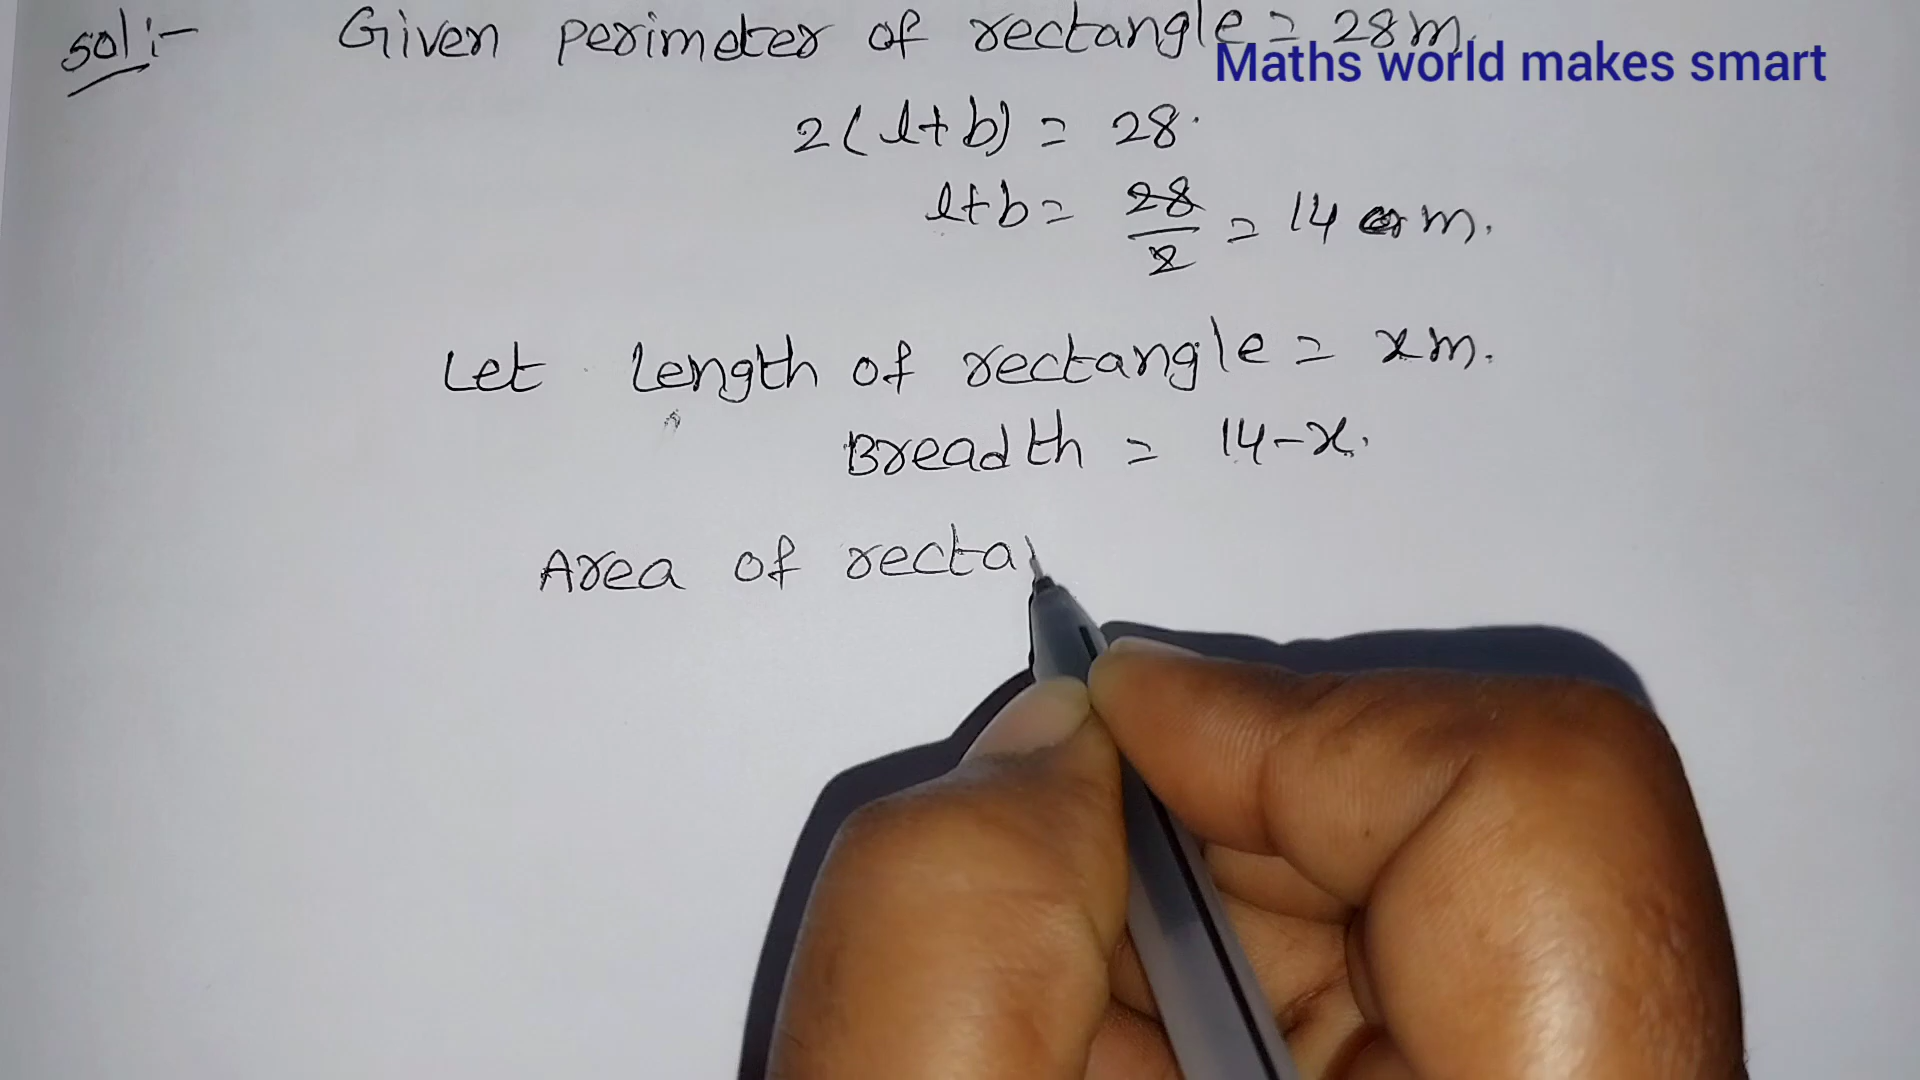 Sol:- Given perimeter of rectangle = 28m.
Maths world makes smart
2(l+b) = 28.
l+b = 28/2 = 14 m.
Let length of rectangle = xm.
Breadth = 14-x.
Area of recta